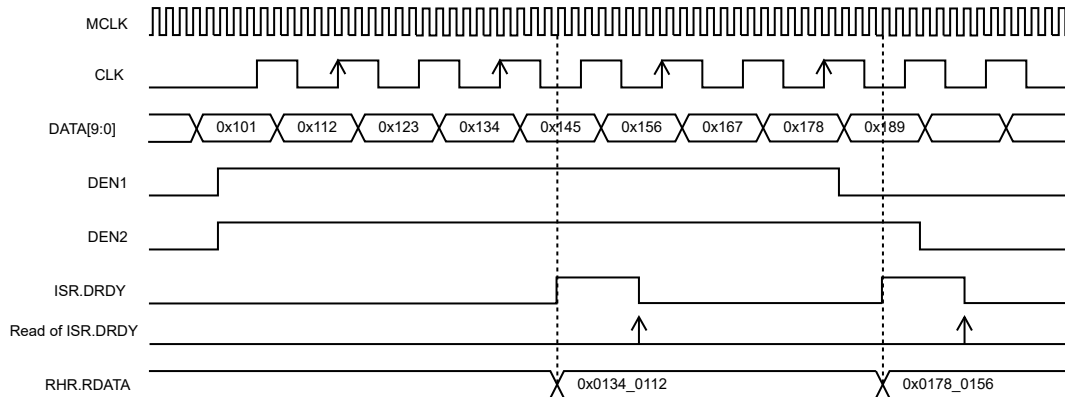 MCLK
CLK
DATA[9:0] 0x101 0x112 0x123 0x134 0x145 0x156 0x167 0x178 0x189
DEN1
DEN2
ISR.DRDY
Read of ISR.DRDY
RHR.RDATA 0x0134_0112 0x0178_0156